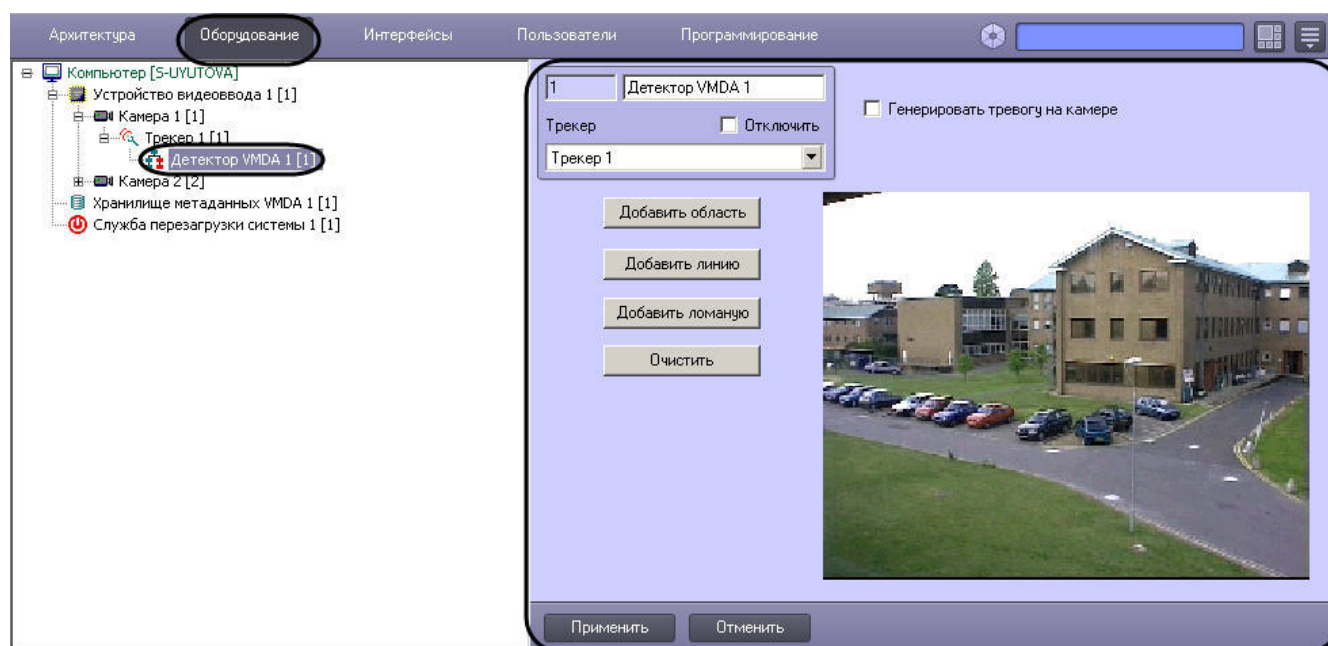 Архитектура Оборудование Интерфейсы Пользователи Программирование
Компьютер [S-UYUTOVA]
Устройство видеоввода 1 [1]
Камера 1 [1]
Трекер 1 [1]
Детектор VMDA 1 [1]
Камера 2 [2]
Хранилище метаданных VMDA 1 [1]
Служба перезагрузки системы 1 [1]
1 Детектор VMDA 1
Трекер Отключить
Трекер 1
Генерировать тревогу на камере
Добавить область
Добавить линию
Добавить ломаную
Очистить
Применить Отменить